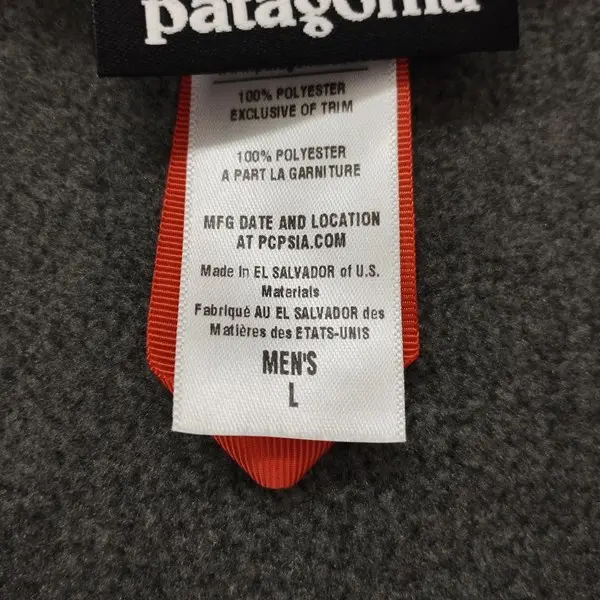 patagonia
100% POLYESTER
EXCLUSIVE OF TRIM
100% POLYESTER
A PART LA GARNITURE
MFG DATE AND LOCATION
AT PCPSIA.COM
Made in EL SALVADOR of U.S.
Materials
Fabriqué AU EL SALVADOR des
Matières des ETATS-UNIS
MEN'S
L